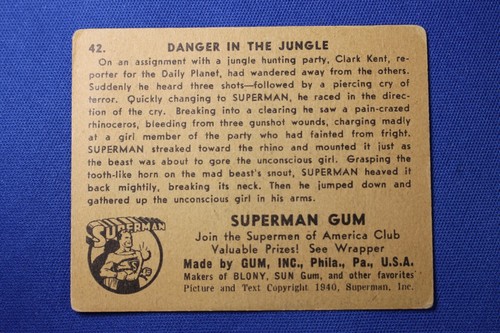 42. DANGER IN THE JUNGLE
On an assignment with a jungle hunting party, Clark Kent, re-
porter for the Daily Planet, had wandered away from the others.
Suddenly he heard three shots—followed by a piercing cry of
terror. Quickly changing to SUPERMAN, he raced in the direc-
tion of the cry. Breaking into a clearing he saw a pain-crazed
rhinoceros, bleeding from three gunshot wounds, charging madly
at a girl member of the party who had fainted from fright.
SUPERMAN streaked toward the rhino and mounted it just as
the beast was about to gore the unconscious girl. Grasping the
tooth-like horn on the mad beast's snout, SUPERMAN heaved it
back mightily, breaking its neck. Then he jumped down and
gathered up the unconscious girl in his arms.
SUPERMAN
SUPERMAN GUM
Join the Supermen of America Club
Valuable Prizes! See Wrapper
Made by GUM, INC., Phila., Pa., U.S.A.
Makers of BLONY, SUN Gum, and other favorites
Picture and Text Copyright 1940, Superman, Inc.